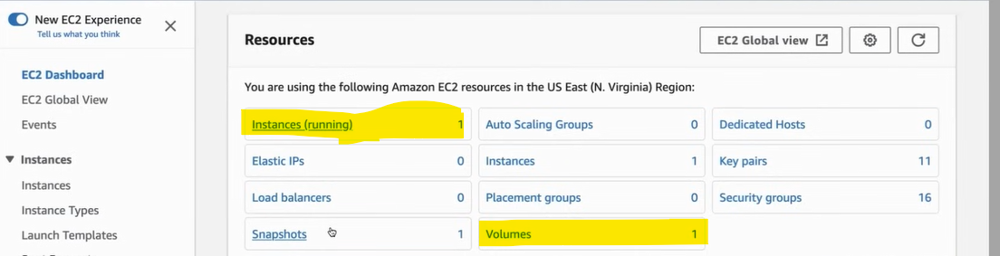 New EC2 Experience
Tell us what you think
EC2 Dashboard
EC2 Global View
Events
Instances
Instances
Instance Types
Launch Templates
Resources
EC2 Global view
You are using the following Amazon EC2 resources in the US East (N. Virginia) Region:
Instances (running) 1 Auto Scaling Groups 0 Dedicated Hosts 0
Elastic IPs 0 Instances 1 Key pairs 11
Load balancers 0 Placement groups 0 Security groups 16
Snapshots 1 Volumes 1